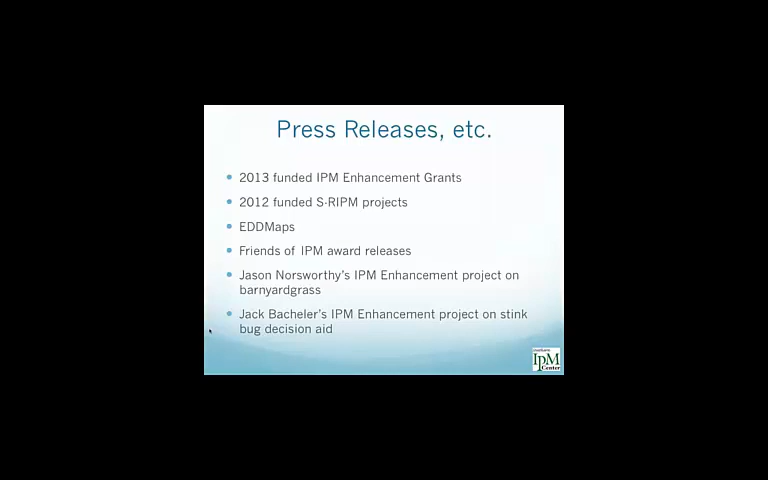 Press Releases, etc.
• 2013 funded IPM Enhancement Grants
• 2012 funded S-RIPM projects
• EDDMaps
• Friends of IPM award releases
• Jason Norsworthy's IPM Enhancement project on
barnyardgrass
• Jack Bacheler's IPM Enhancement project on stink
bug decision aid
IPM
Center